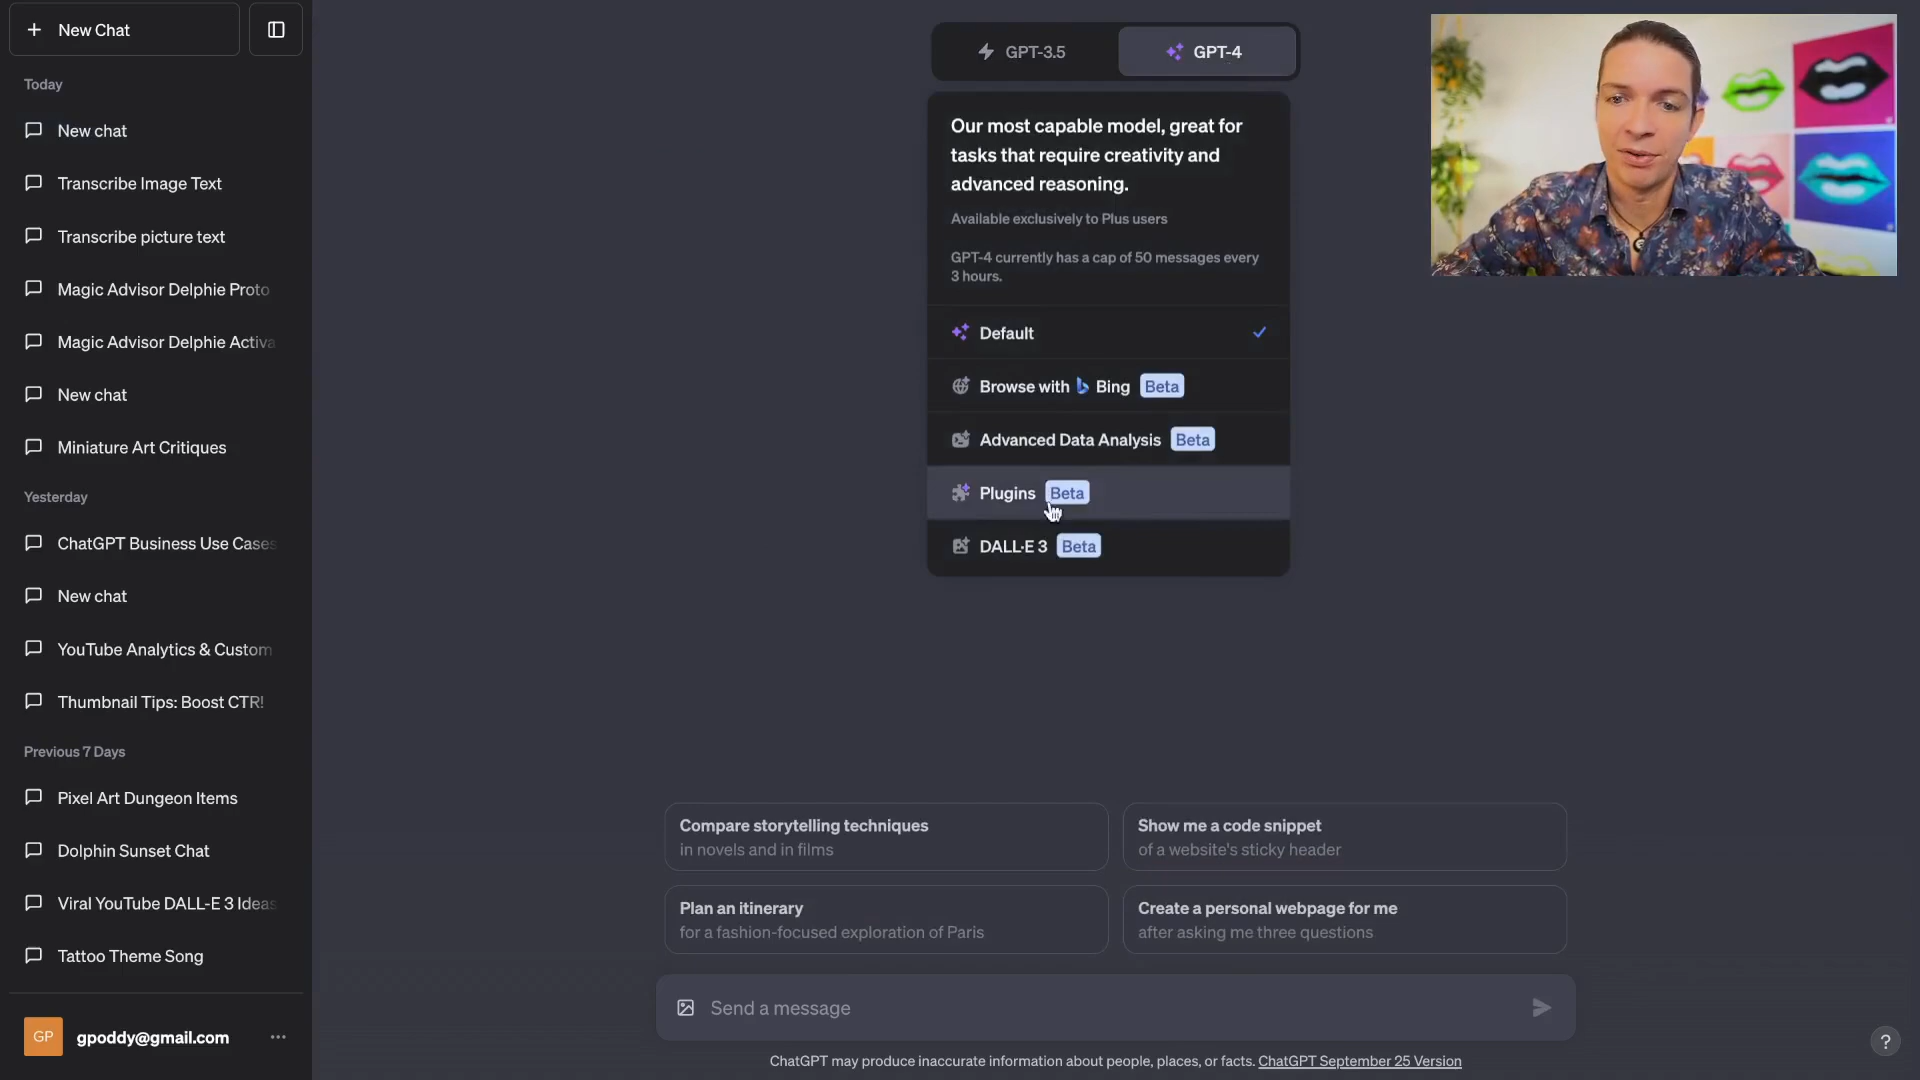 New Chat
Today
New chat
Transcribe Image Text
Transcribe picture text
Magic Advisor Delphie Proto
Magic Advisor Delphie Activa
New chat
Miniature Art Critiques
Yesterday
ChatGPT Business Use Cases
New chat
YouTube Analytics & Custom
Thumbnail Tips: Boost CTR!
Previous 7 Days
Pixel Art Dungeon Items
Dolphin Sunset Chat
Viral YouTube DALL-E 3 Ideas
Tattoo Theme Song
GP gpoddy@gmail.com
GPT-3.5 GPT-4
Our most capable model, great for
tasks that require creativity and
advanced reasoning.
Available exclusively to Plus users
GPT-4 currently has a cap of 50 messages every
3 hours.
Default
Browse with Bing Beta
Advanced Data Analysis Beta
Plugins Beta
DALL·E 3 Beta
Compare storytelling techniques
in novels and in films
Show me a code snippet
of a website's sticky header
Plan an itinerary
for a fashion-focused exploration of Paris
Create a personal webpage for me
after asking me three questions
Send a message
ChatGPT may produce inaccurate information about people, places, or facts. ChatGPT September 25 Version
?